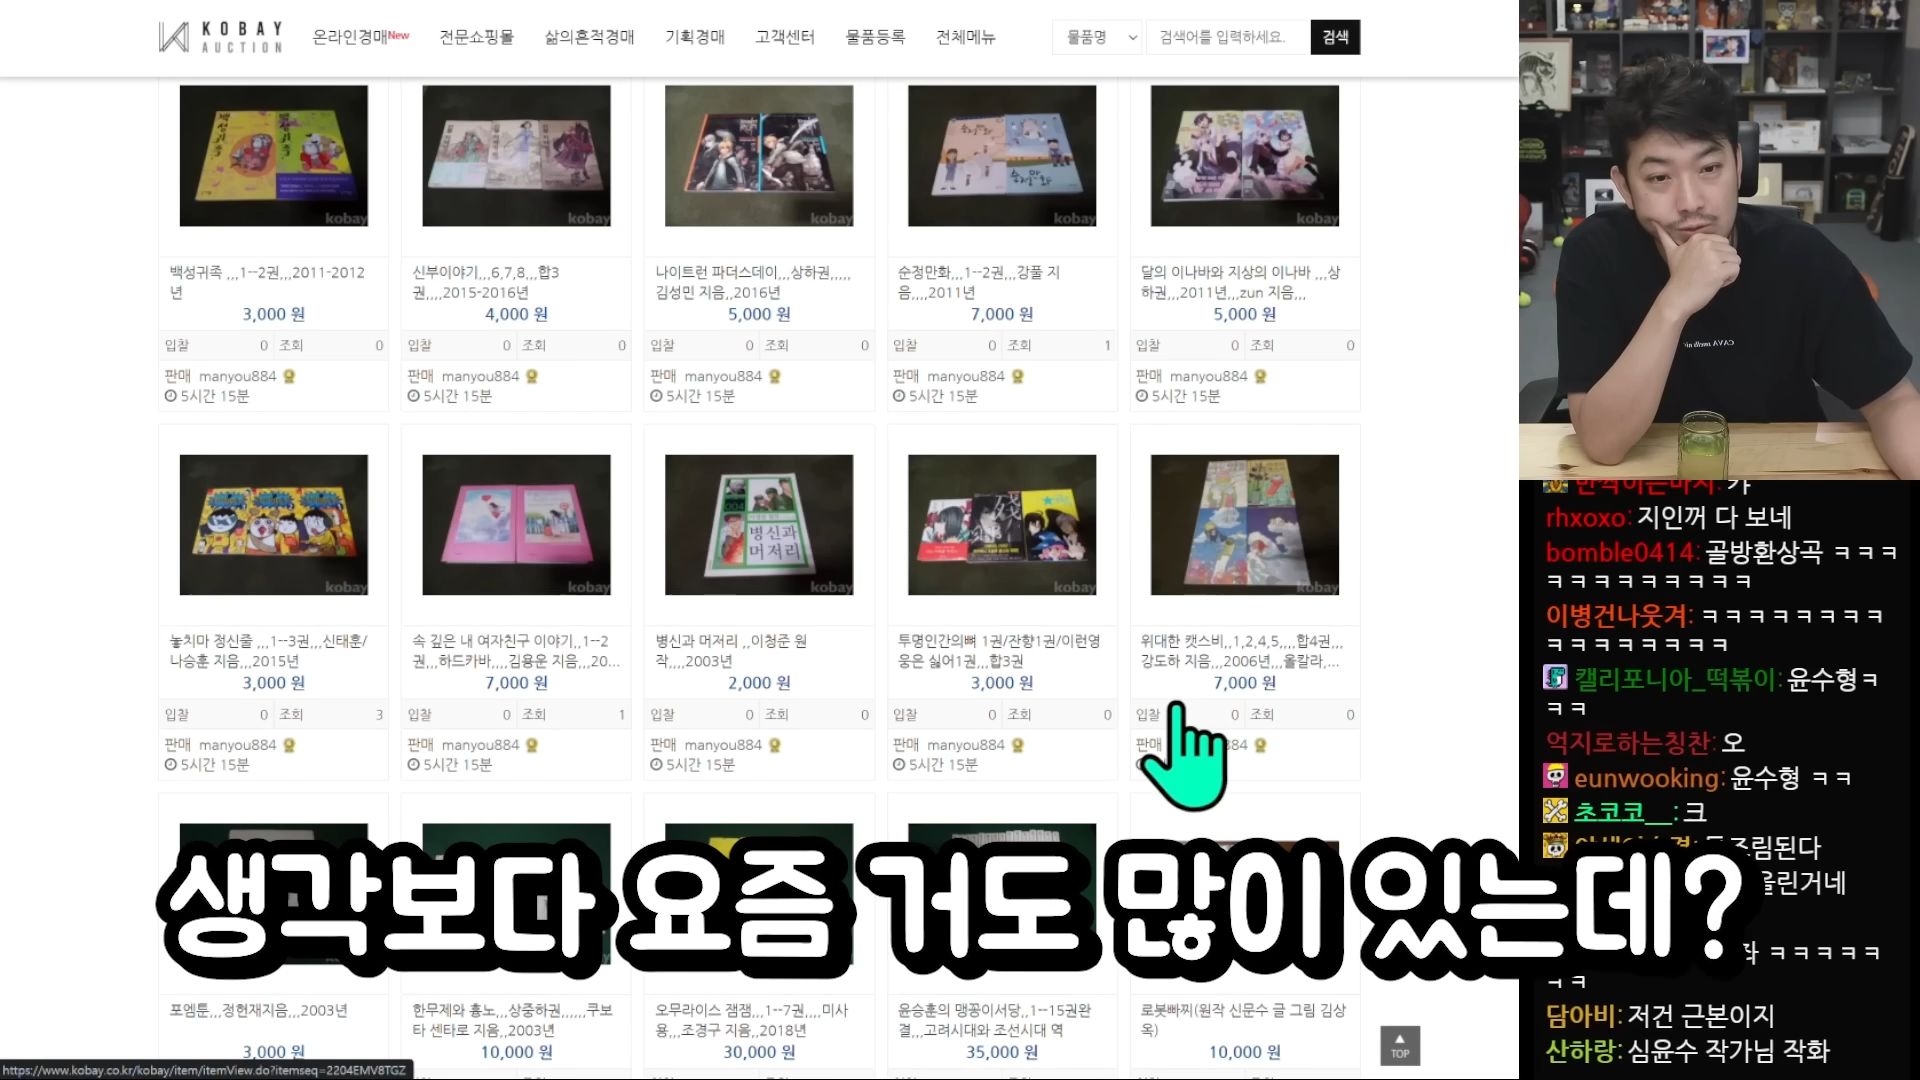 KOBAY
AUCTION
온라인경매New
전문쇼핑몰
삶의흔적경매
기획경매
고객센터
물품등록
전체메뉴
물품명
검색어를 입력하세요.
검색
kobay
kobay
kobay
kobay
kobay
백성귀족 ,,,1--2권,,,2011-2012
년
3,000 원
입찰 0 조회 0
판매 manyou884
5시간 15분
신부이야기,,,6,7,8,,,합3
권,,,,2015-2016년
4,000 원
입찰 0 조회 0
판매 manyou884
5시간 15분
나이트런 파더스데이,,,상하권,,,,,
김성민 지음,,2016년
5,000 원
입찰 0 조회 0
판매 manyou884
5시간 15분
순정만화,,,1--2권,,,강풀 지
음,,,,2011년
7,000 원
입찰 0 조회 1
판매 manyou884
5시간 15분
달의 이나바와 지상의 이나바 ,,,상
하권,,,2011년,,,zun 지음,,,
5,000 원
입찰 0 조회 0
판매 manyou884
5시간 15분
병신과
머저리
kobay
kobay
kobay
kobay
kobay
놓치마 정신줄 ,,,1--3권,,,신태훈/
나승훈 지음,,,2015년
3,000 원
입찰 0 조회 3
판매 manyou884
5시간 15분
속 깊은 내 여자친구 이야기,,1--2
권,,,하드카바,,,,김용운 지음,,,20...
7,000 원
입찰 0 조회 1
판매 manyou884
5시간 15분
병신과 머저리 ,,이청준 원
작,,,,2003년
2,000 원
입찰 0 조회 0
판매 manyou884
5시간 15분
투명인간의뼈 1권/잔향1권/이런영
웅은 싫어1권,,,합3권
3,000 원
입찰 0 조회 0
판매 manyou884
5시간 15분
위대한 캣스비,,1,2,4,5,,,,합4권,,,
강도하 지음,,,2006년,,,올칼라,...
7,000 원
입찰 0 조회 0
판매 884
생각보다 요즘 거도 많이 있는데?
포엠툰,,,정헌재지음,,,2003년
3,000 원
한무제와 흉노,,,상중하권,,,,,,쿠보
타 센타로 지음,,2003년
10,000 원
오무라이스 잼잼,,,1--7권,,,,미사
용,,,조경구 지음,,2018년
30,000 원
윤승훈의 맹꽁이서당,,1--15권완
결,,,고려시대와 조선시대 역
35,000 원
로봇빠찌(원작 신문수 글 그림 김상
옥)
10,000 원
TOP
https://www.kobay.co.kr/kobay/item/itemView.do?itemseq=2204EMV8TGZ
rhxoxo: 지인꺼 다 보네
bomble0414: 골방환상곡 ㅋㅋㅋ
ㅋㅋㅋㅋㅋㅋㅋㅋㅋ
이병건나웃겨: ㅋㅋㅋㅋㅋㅋㅋㅋ
ㅋㅋㅋㅋㅋㅋㅋㅋ
캘리포니아_떡볶이: 윤수형ㅋ
ㅋㅋ
억지로하는칭찬: 오
eunwooking: 윤수형 ㅋㅋ
초코코__: 크
조림된다
올린거네
ㅋㅋㅋㅋㅋ
ㅋㅋ
담아비: 저건 근본이지
산하랑: 심윤수 작가님 작화